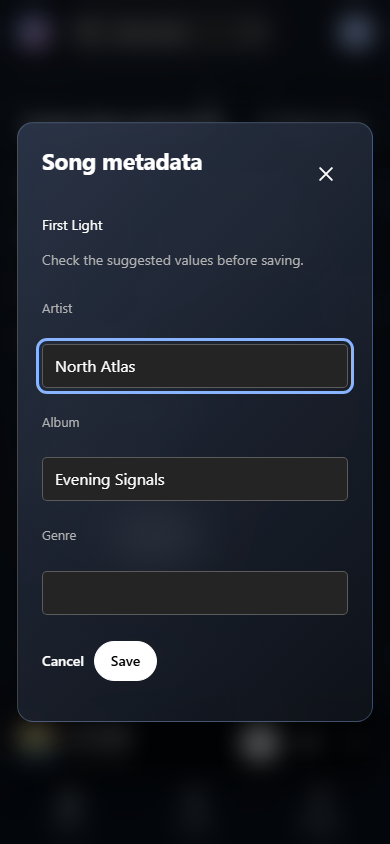 Song metadata
First Light
Check the suggested values before saving.
Artist
North Atlas
Album
Evening Signals
Genre
Cancel
Save